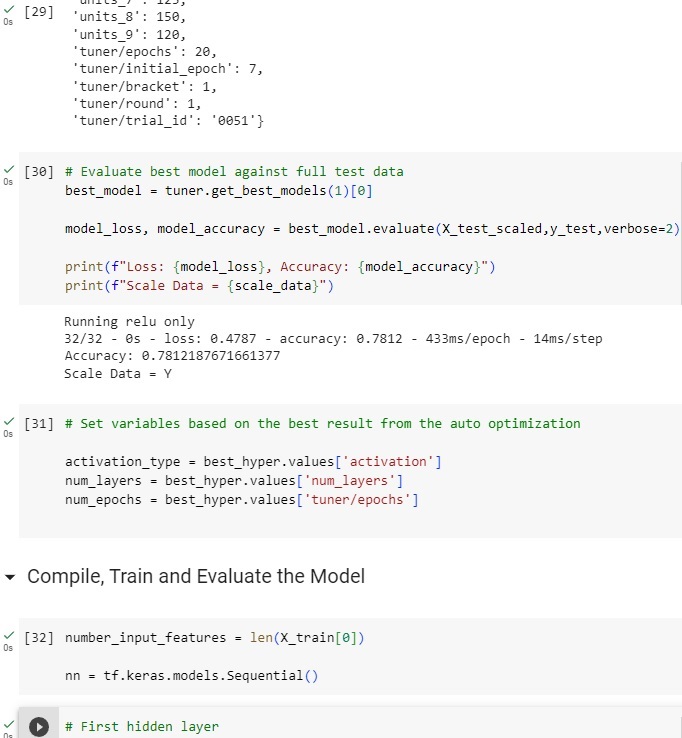 [29] 'units_7': 125,
'units_8': 150,
'units_9': 120,
'tuner/epochs': 20,
'tuner/initial_epoch': 7,
'tuner/bracket': 1,
'tuner/round': 1,
'tuner/trial_id': '0051'}
0s
[30] # Evaluate best model against full test data
0s
best_model = tuner.get_best_models(1)[0]
model_loss, model_accuracy = best_model.evaluate(X_test_scaled,y_test,verbose=2)
print(f"Loss: {model_loss}, Accuracy: {model_accuracy}")
print(f"Scale Data = {scale_data}")
Running relu only
32/32 - 0s - loss: 0.4787 - accuracy: 0.7812 - 433ms/epoch - 14ms/step
Accuracy: 0.7812187671661377
Scale Data = Y
[31] # Set variables based on the best result from the auto optimization
0s
activation_type = best_hyper.values['activation']
num_layers = best_hyper.values['num_layers']
num_epochs = best_hyper.values['tuner/epochs']
Compile, Train and Evaluate the Model
[32] number_input_features = len(X_train[0])
0s
nn = tf.keras.models.Sequential()
# First hidden layer
0s